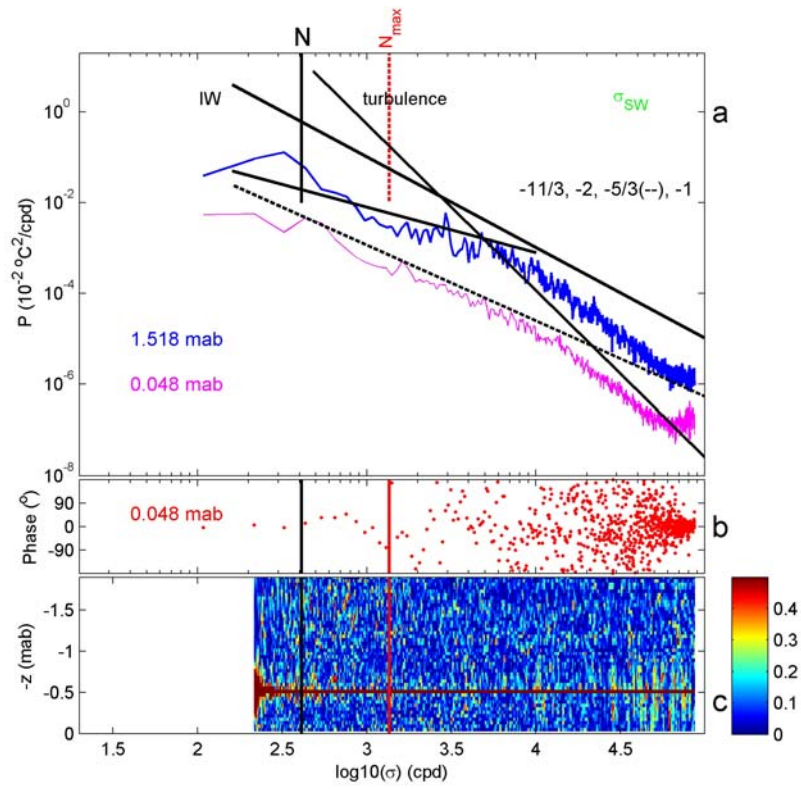 N
N_max
IW
turbulence
σ_SW
a
-11/3, -2, -5/3(--), -1
10^0
10^-2
10^-4
10^-6
10^-8
P (10^-2 °C^2/cpd)
1.518 mab
0.048 mab
90
0
-90
Phase (°)
0.048 mab
b
-1.5
-1
-0.5
0
-z (mab)
c
0.4
0.3
0.2
0.1
0
1.5 2 2.5 3 3.5 4 4.5
log10(σ) (cpd)